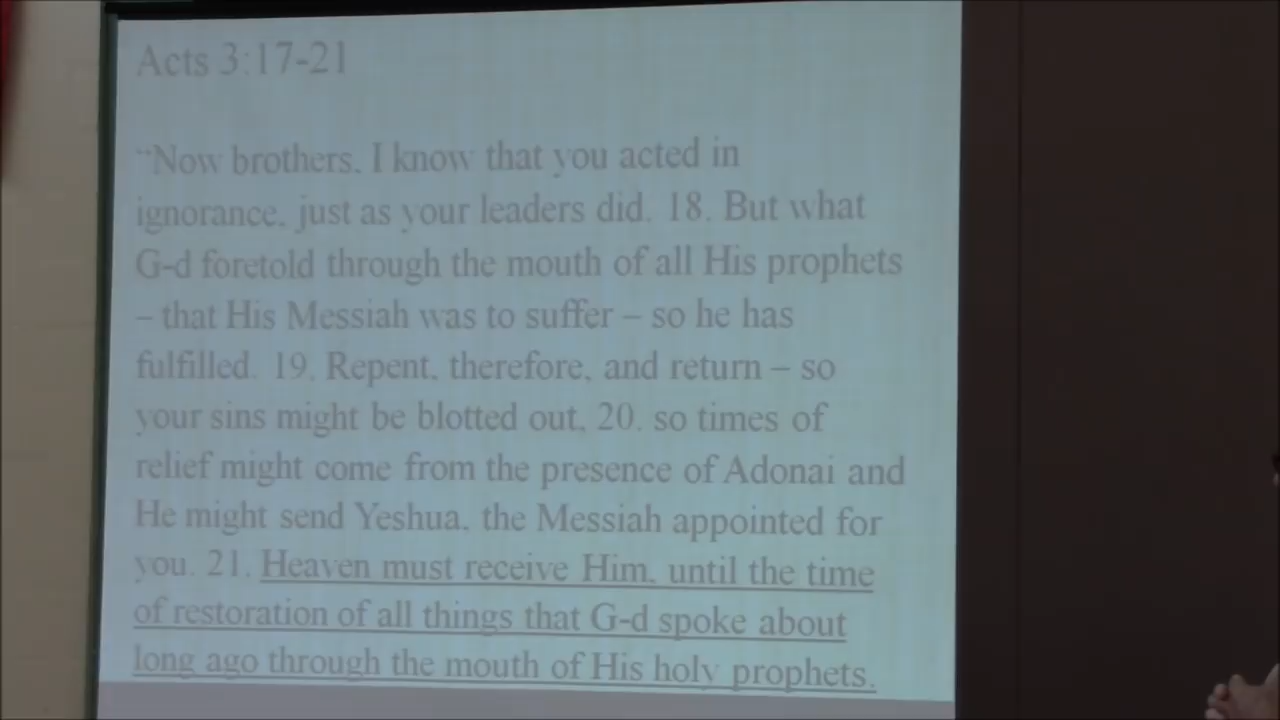 Acts 3:17-21
“Now brothers, I know that you acted in
ignorance, just as your leaders did. 18. But what
G-d foretold through the mouth of all His prophets
– that His Messiah was to suffer – so he has
fulfilled. 19. Repent, therefore, and return – so
your sins might be blotted out, 20. so times of
relief might come from the presence of Adonai and
He might send Yeshua, the Messiah appointed for
you. 21. Heaven must receive Him, until the time
of restoration of all things that G-d spoke about
long ago through the mouth of His holy prophets.